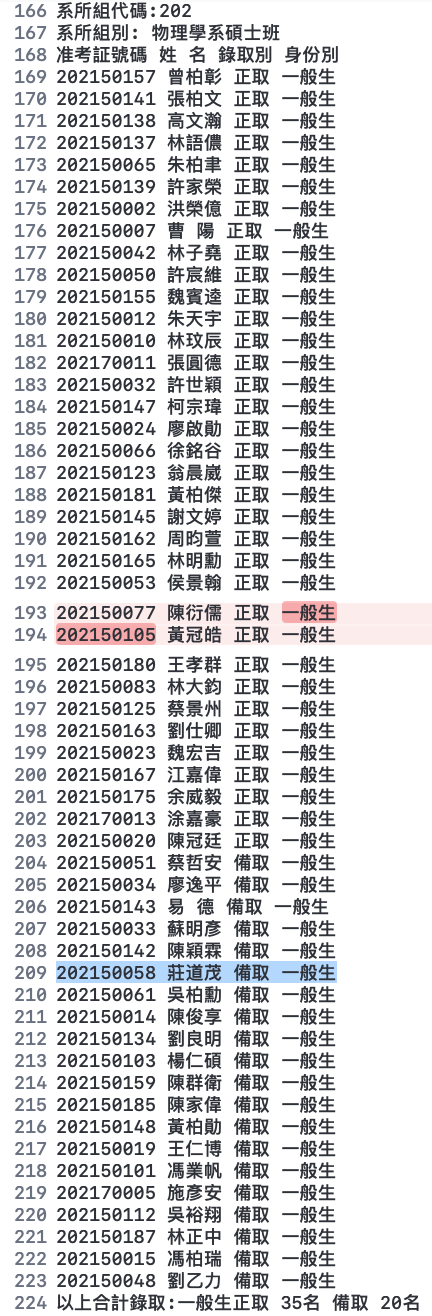 166 系所組代碼:202
167 系所組別: 物理學系碩士班
168 准考証號碼 姓 名 錄取別 身份別
169 202150157 曾柏彰 正取 一般生
170 202150141 張柏文 正取 一般生
171 202150138 高文瀚 正取 一般生
172 202150137 林語儂 正取 一般生
173 202150065 朱柏聿 正取 一般生
174 202150139 許家榮 正取 一般生
175 202150002 洪榮億 正取 一般生
176 202150007 曹 陽 正取 一般生
177 202150042 林子堯 正取 一般生
178 202150050 許宸維 正取 一般生
179 202150155 魏賓逵 正取 一般生
180 202150012 朱天宇 正取 一般生
181 202150010 林玟辰 正取 一般生
182 202170011 張圓德 正取 一般生
183 202150032 許世穎 正取 一般生
184 202150147 柯宗瑋 正取 一般生
185 202150024 廖啟勛 正取 一般生
186 202150066 徐銘谷 正取 一般生
187 202150123 翁晨崴 正取 一般生
188 202150181 黃柏傑 正取 一般生
189 202150145 謝文婷 正取 一般生
190 202150162 周昀萱 正取 一般生
191 202150165 林明勳 正取 一般生
192 202150053 侯景翰 正取 一般生
193 202150077 陳衍儒 正取 一般生
194 202150105 黃冠皓 正取 一般生
195 202150180 王孝群 正取 一般生
196 202150083 林大鈞 正取 一般生
197 202150125 蔡景州 正取 一般生
198 202150163 劉仕卿 正取 一般生
199 202150023 魏宏吉 正取 一般生
200 202150167 江嘉偉 正取 一般生
201 202150175 余威毅 正取 一般生
202 202170013 涂嘉豪 正取 一般生
203 202150020 陳冠廷 正取 一般生
204 202150051 蔡哲安 備取 一般生
205 202150034 廖逸平 備取 一般生
206 202150143 易 德 備取 一般生
207 202150033 蘇明彥 備取 一般生
208 202150142 陳穎霖 備取 一般生
209 202150058 莊道茂 備取 一般生
210 202150061 吳柏勳 備取 一般生
211 202150014 陳俊享 備取 一般生
212 202150134 劉良明 備取 一般生
213 202150103 楊仁碩 備取 一般生
214 202150159 陳群衛 備取 一般生
215 202150185 陳家偉 備取 一般生
216 202150148 黃柏勛 備取 一般生
217 202150019 王仁博 備取 一般生
218 202150101 馮業帆 備取 一般生
219 202170005 施彥安 備取 一般生
220 202150112 吳裕翔 備取 一般生
221 202150187 林正中 備取 一般生
222 202150015 馮柏瑞 備取 一般生
223 202150048 劉乙力 備取 一般生
224 以上合計錄取:一般生正取 35名 備取 20名